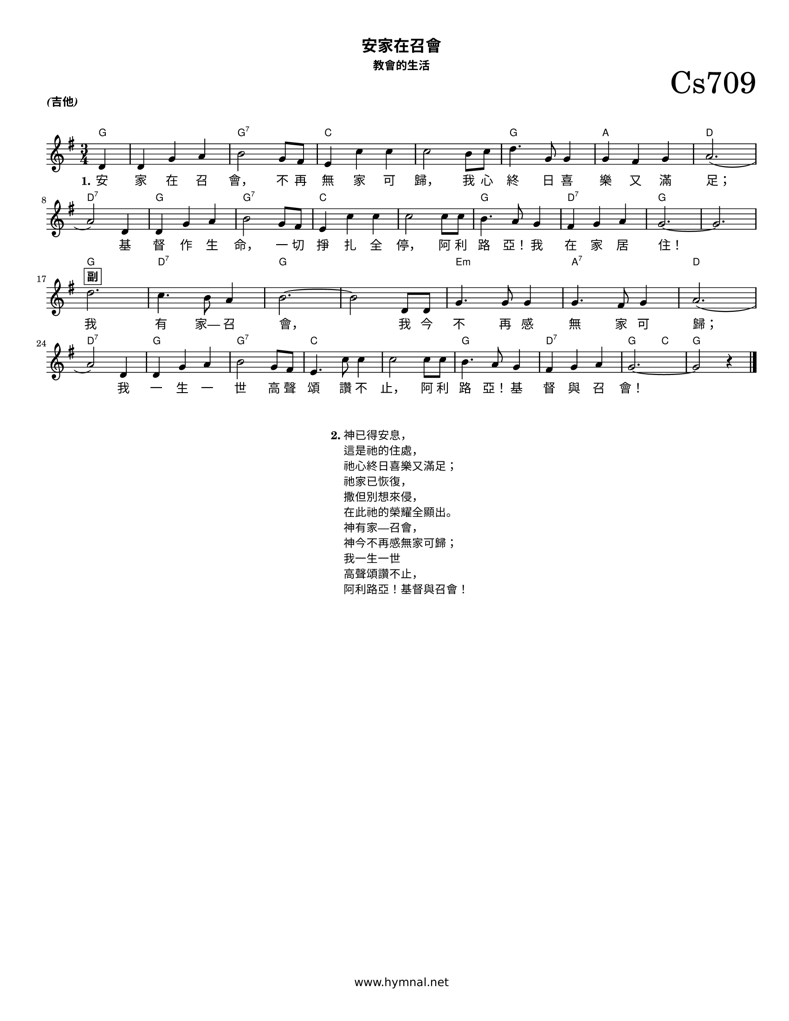 安家在召會
教會的生活
Cs709
(吉他)
G G7 C G A D
1. 安 家 在 召 會， 不 再 無 家 可 歸， 我 心 終 日 喜 樂 又 滿 足；
8 D7 G G7 C G D7 G
基 督 作 生 命， 一 切 掙 扎 全 停， 阿 利 路 亞！ 我 在 家 居 住！
17 G D7 G Em A7 D
副
我 有 家—召 會， 我 今 不 再 感 無 家 可 歸；
24 D7 G G7 C G D7 G C G
我 一 生 一 世 高 聲 頌 讚 不 止， 阿 利 路 亞！ 基 督 與 召 會！
2. 神已得安息，
這是祂的住處，
祂心終日喜樂又滿足；
祂家已恢復，
撒但別想來侵，
在此祂的榮耀全顯出。
神有家—召會，
神今不再感無家可歸；
我一生一世
高聲頌讚不止，
阿利路亞！基督與召會！
www.hymnal.net